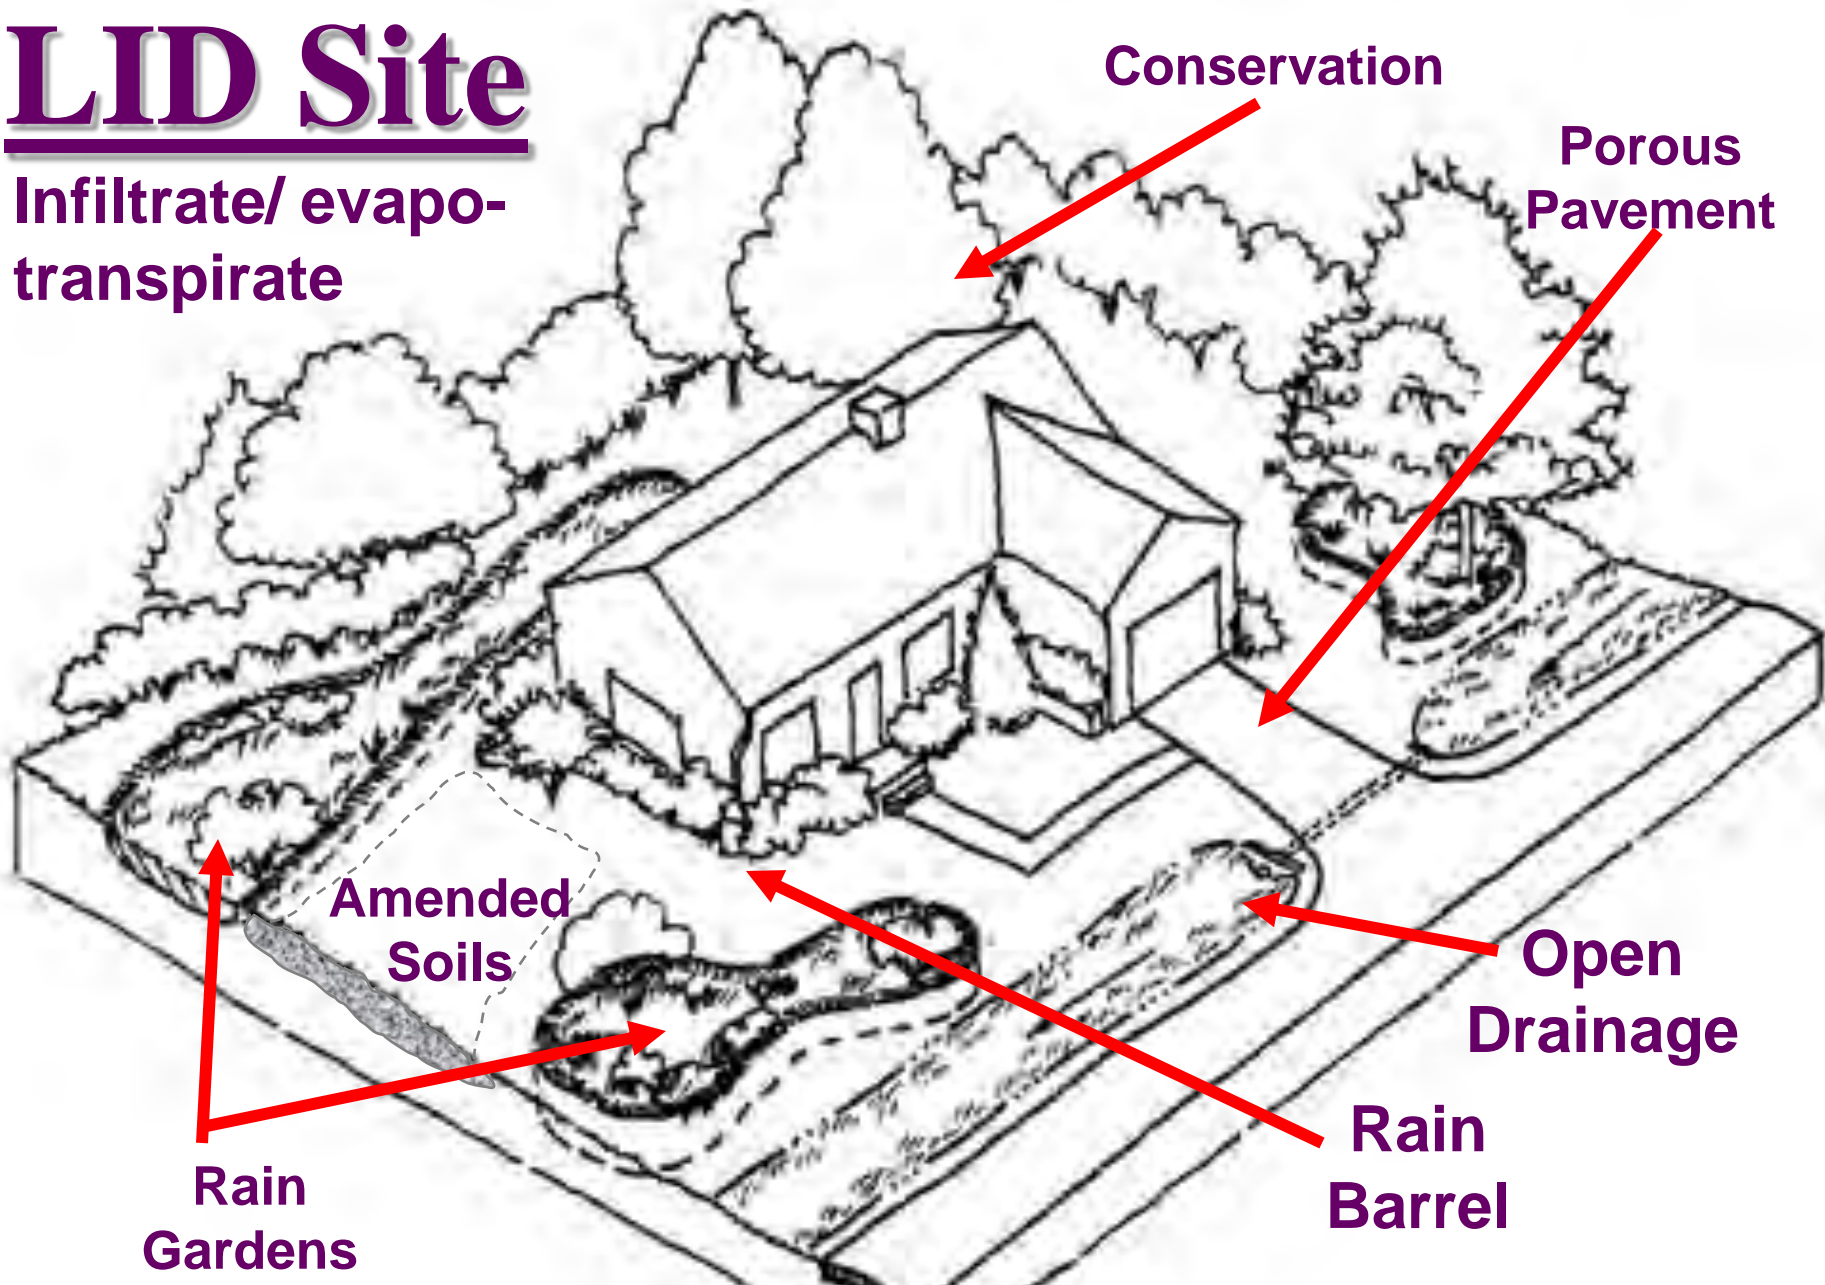 LID Site
Infiltrate/ evapo-
transpirate
Conservation
Porous
Pavement
Amended
Soils
Open
Drainage
Rain
Barrel
Rain
Gardens